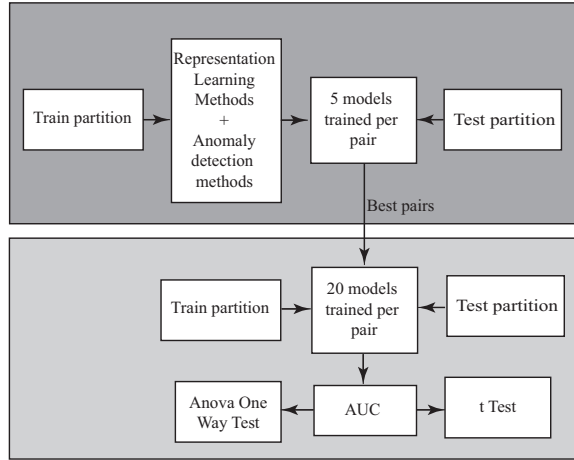 Train partition
Representation
Learning
Methods
+
Anomaly
detection
methods
5 models
trained per
pair
Test partition
Best pairs
Train partition
20 models
trained per
pair
Test partition
Anova One
Way Test
AUC
t Test